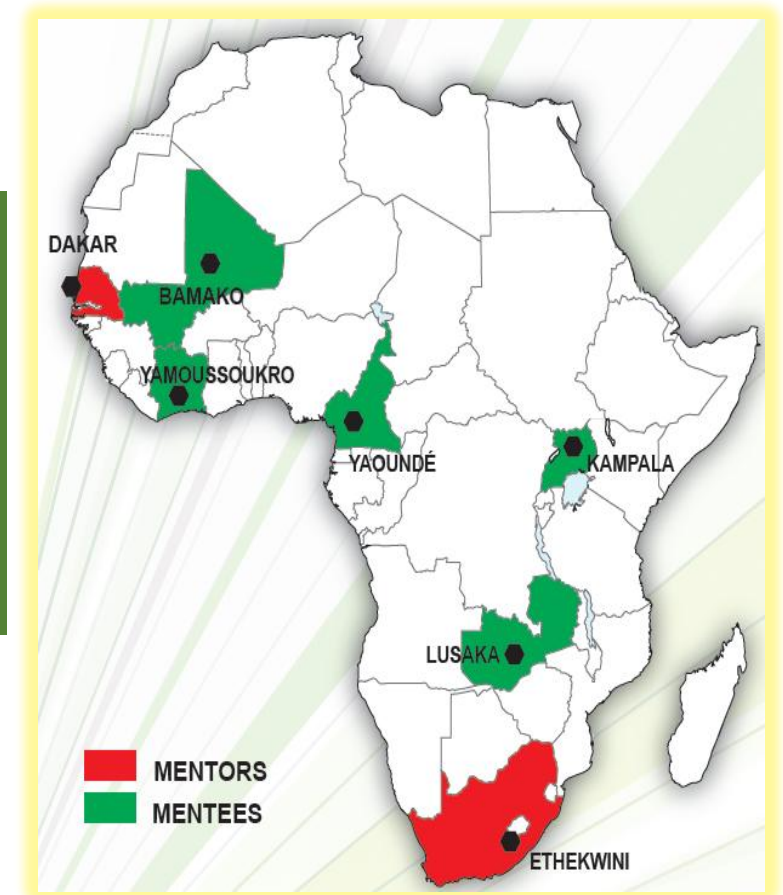 DAKAR
BAMAKO
YAMOUSSOUKRO
YAOUNDÉ
KAMPALA
LUSAKA
MENTORS
MENTEES
ETHEKWINI